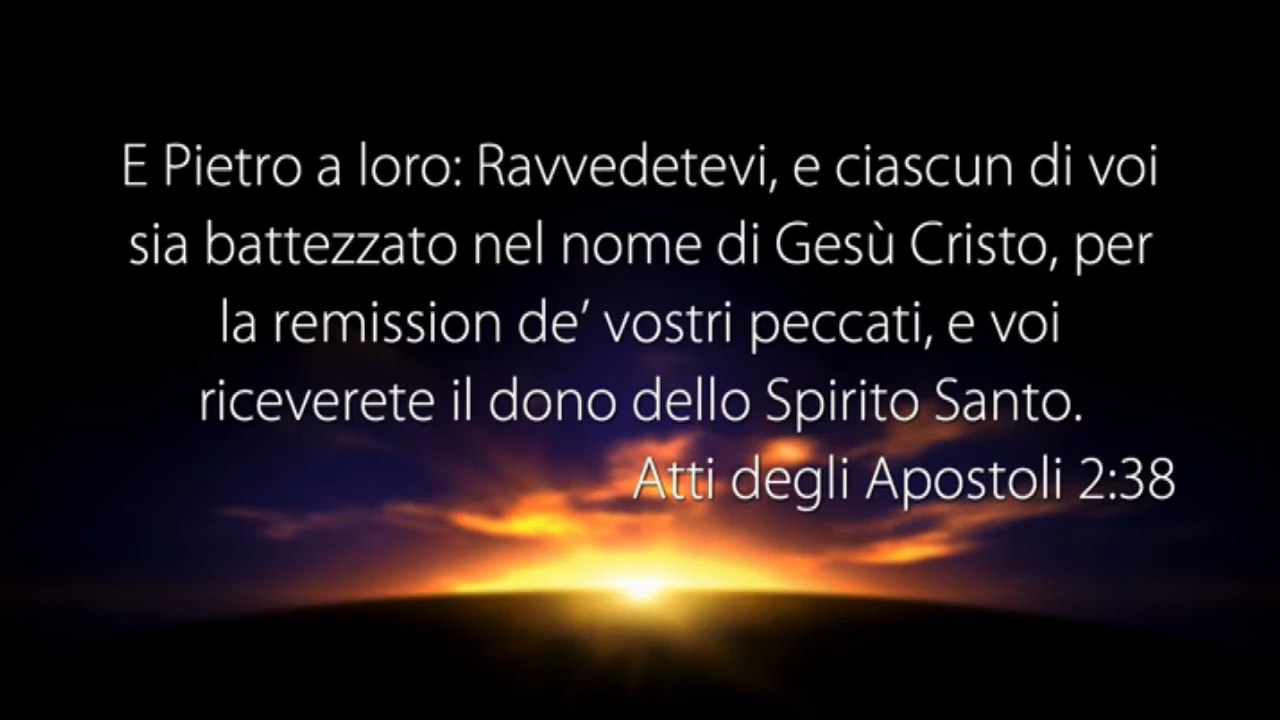 E Pietro a loro: Ravvedetevi, e ciascun di voi
sia battezzato nel nome di Gesù Cristo, per
la remission de’ vostri peccati, e voi
riceverete il dono dello Spirito Santo.
Atti degli Apostoli 2:38